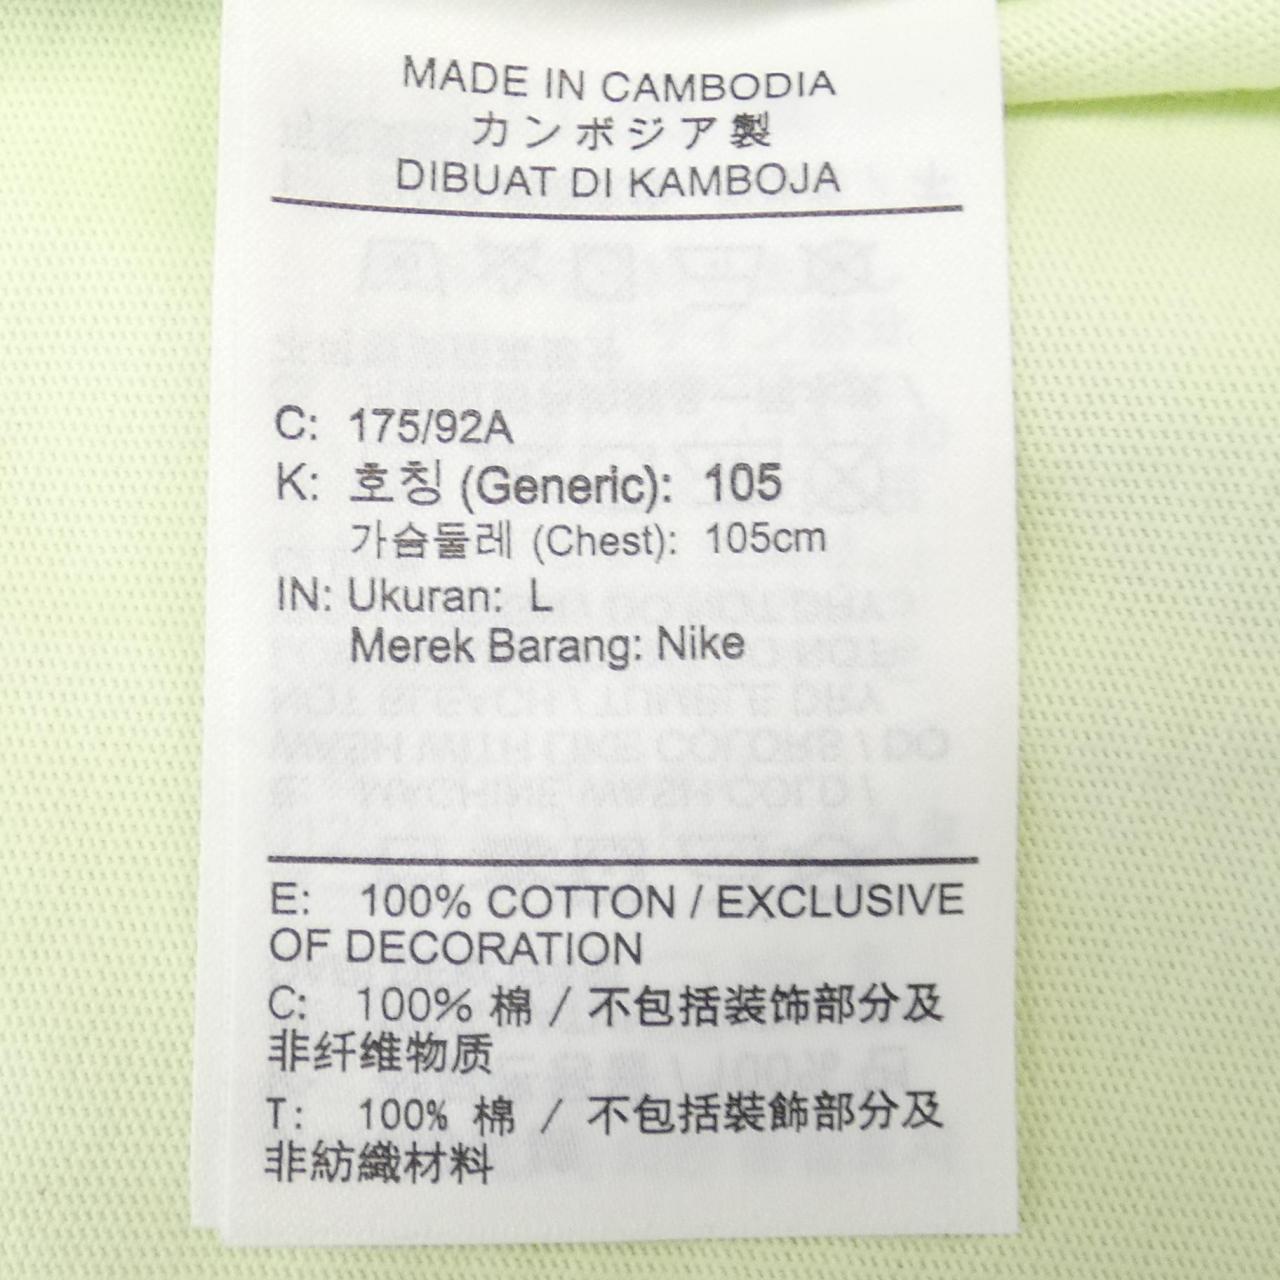 MADE IN CAMBODIA
カンボジア製
DIBUAT DI KAMBOJA
C: 175/92A
K: 호칭 (Generic): 105
가슴둘레 (Chest): 105cm
IN: Ukuran: L
Merek Barang: Nike
E: 100% COTTON / EXCLUSIVE
OF DECORATION
C: 100% 棉 / 不包括装饰部分及
非纤维物质
T: 100% 棉 / 不包括裝飾部分及
非紡織材料